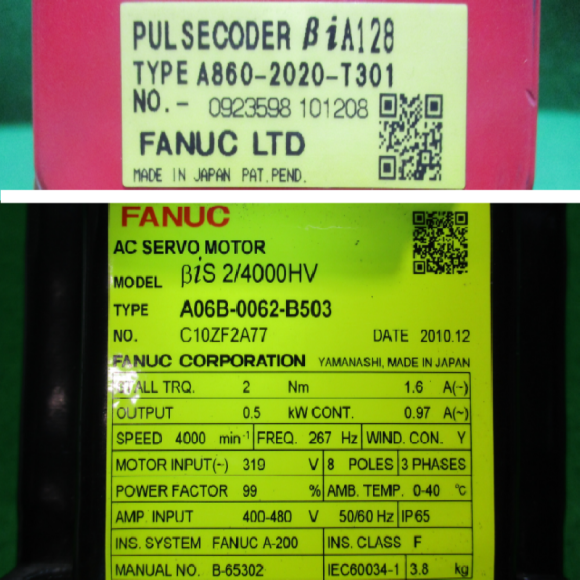 PULSECODER βiA128
TYPE A860-2020-T301
NO.- 0923598 101208
FANUC LTD
MADE IN JAPAN PAT. PEND.
FANUC
AC SERVO MOTOR
MODEL βiS 2/4000HV
TYPE A06B-0062-B503
NO. C10ZF2A77 DATE 2010.12
FANUC CORPORATION YAMANASHI, MADE IN JAPAN
STALL TRQ. 2 Nm 1.6 A(~)
OUTPUT 0.5 kW CONT. 0.97 A(~)
SPEED 4000 min⁻¹ FREQ. 267 Hz WIND. CON. Y
MOTOR INPUT(~) 319 V 8 POLES 3 PHASES
POWER FACTOR 99 % AMB. TEMP. 0-40 °C
AMP. INPUT 400-480 V 50/60 Hz IP65
INS. SYSTEM FANUC A-200 INS. CLASS F
MANUAL NO. B-65302 IEC60034-1 3.8 kg